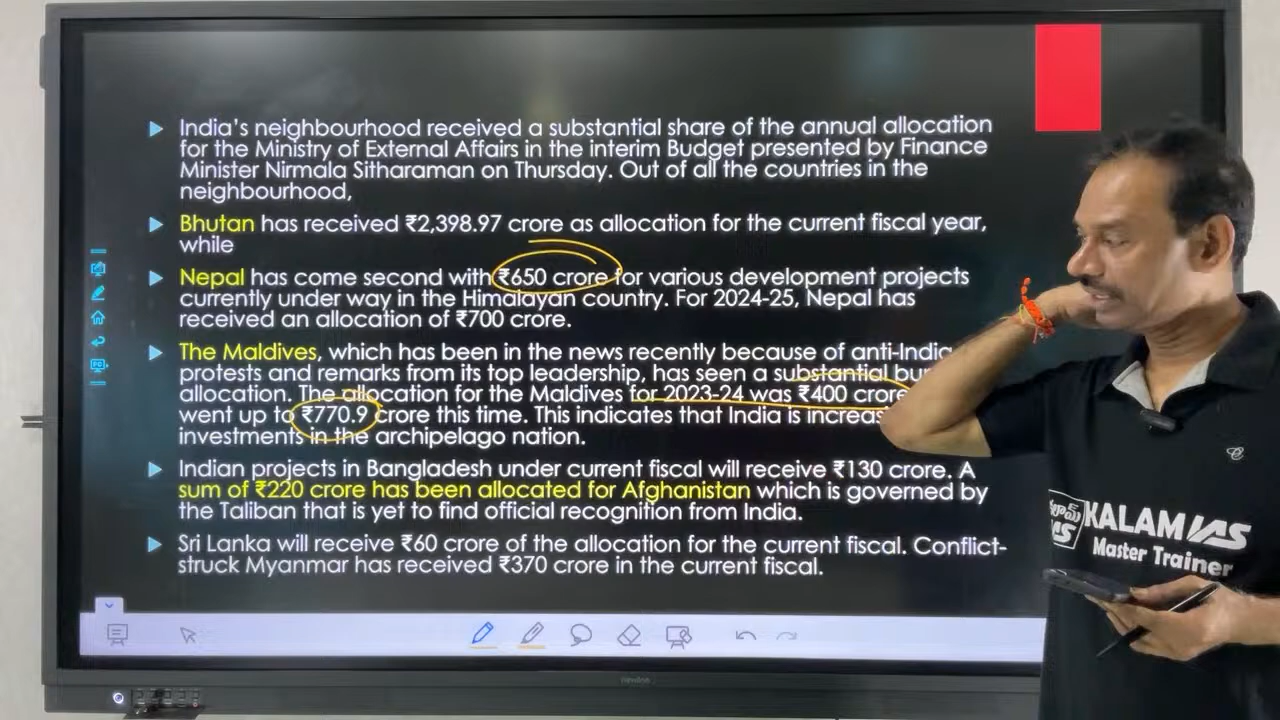 India's neighbourhood received a substantial share of the annual allocation
for the Ministry of External Affairs in the interim Budget presented by Finance
Minister Nirmala Sitharaman on Thursday. Out of all the countries in the
neighbourhood,
Bhutan has received ₹2,398.97 crore as allocation for the current fiscal year,
while
Nepal has come second with ₹650 crore for various development projects
currently under way in the Himalayan country. For 2024-25, Nepal has
received an allocation of ₹700 crore.
The Maldives, which has been in the news recently because of anti-India
protests and remarks from its top leadership, has seen a substantial
allocation. The allocation for the Maldives for 2023-24 was ₹400 crore
went up to ₹770.9 crore this time. This indicates that India is
investments in the archipelago nation.
Indian projects in Bangladesh under current fiscal will receive ₹130 crore. A
sum of ₹220 crore has been allocated for Afghanistan which is governed by
the Taliban that is yet to find official recognition from India.
Sri Lanka will receive ₹60 crore of the allocation for the current fiscal. Conflict-
struck Myanmar has received ₹370 crore in the current fiscal.
KALAM IAS
Master Trainer